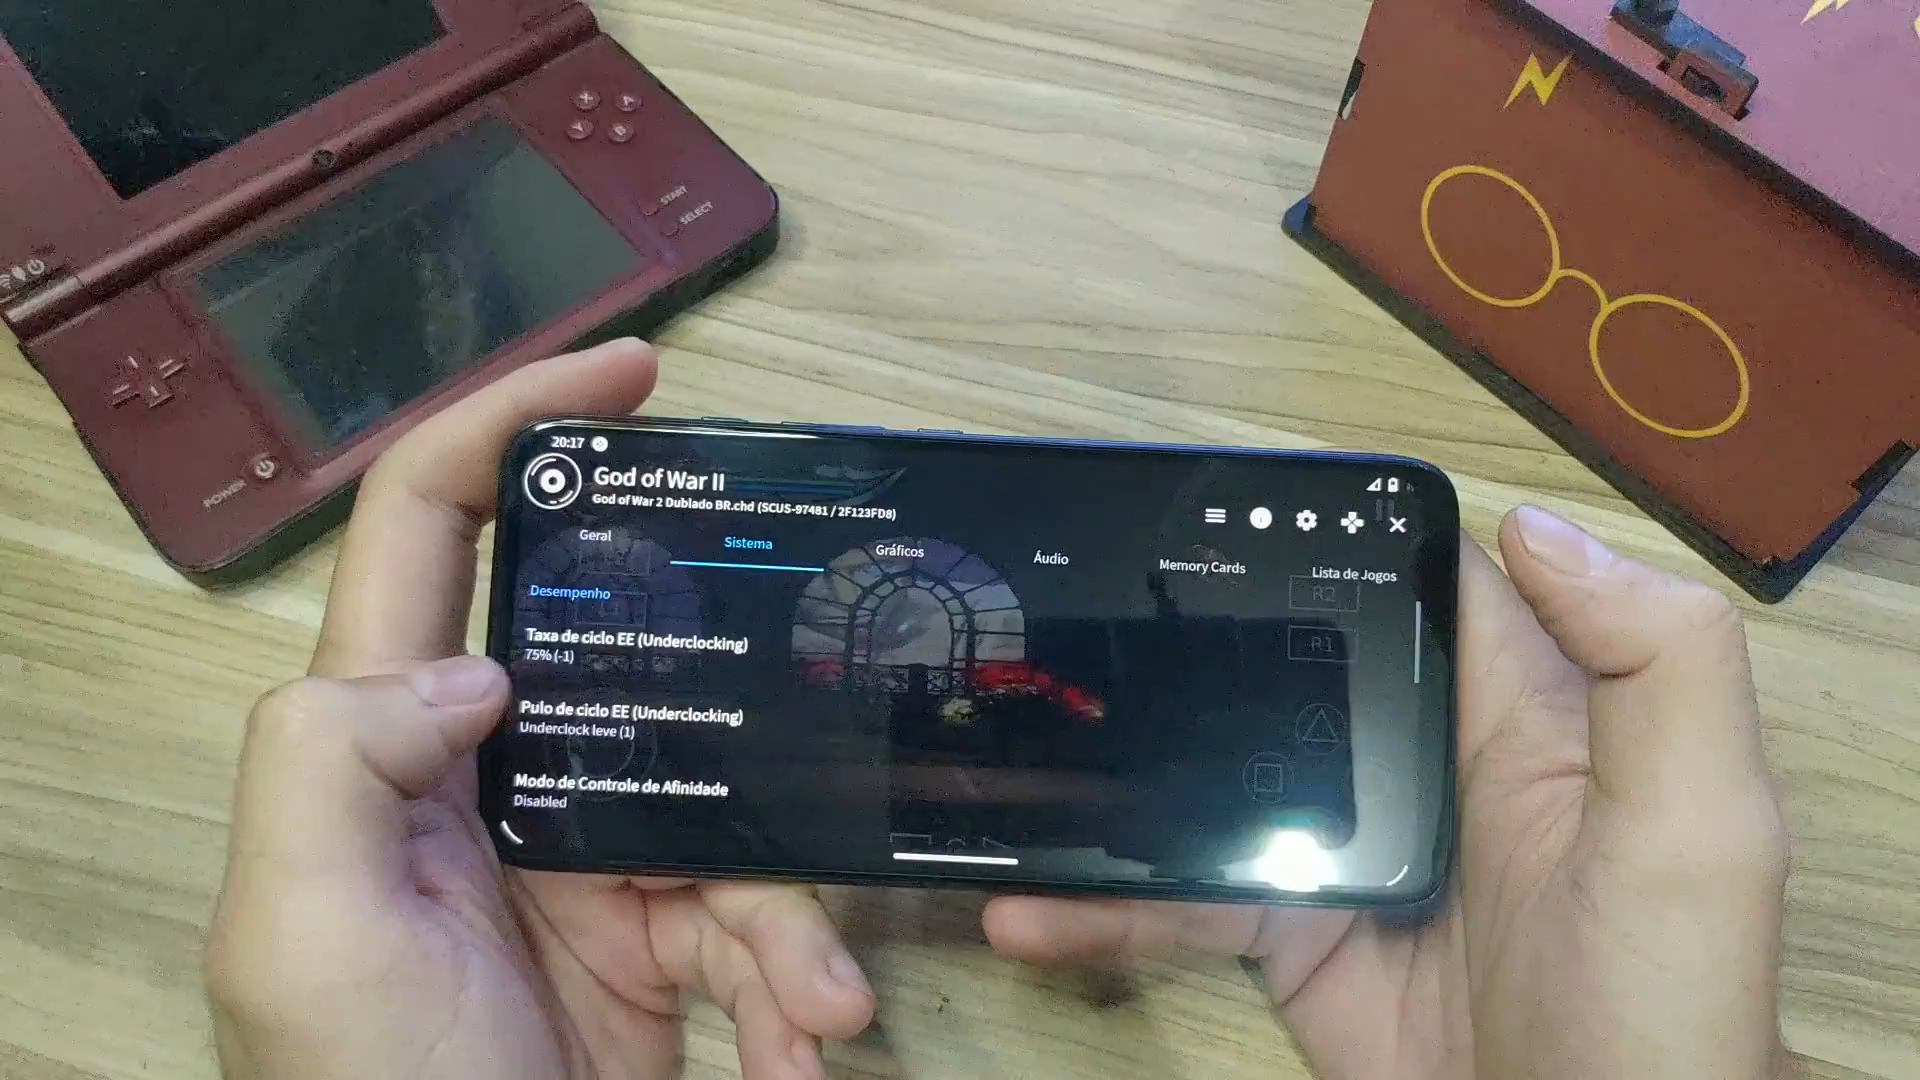 X
A
Y
B
START
SELECT
POWER
20:17
God of War II
God of War 2 Dublado BR.chd (SCUS-97481 / 2F123FD8)
Geral
Sistema
Gráficos
Áudio
Memory Cards
Lista de Jogos
Desempenho
Taxa de ciclo EE (Underclocking)
75% (-1)
Pulo de ciclo EE (Underclocking)
Underclock leve (1)
Modo de Controle de Afinidade
Disabled
R2
R1